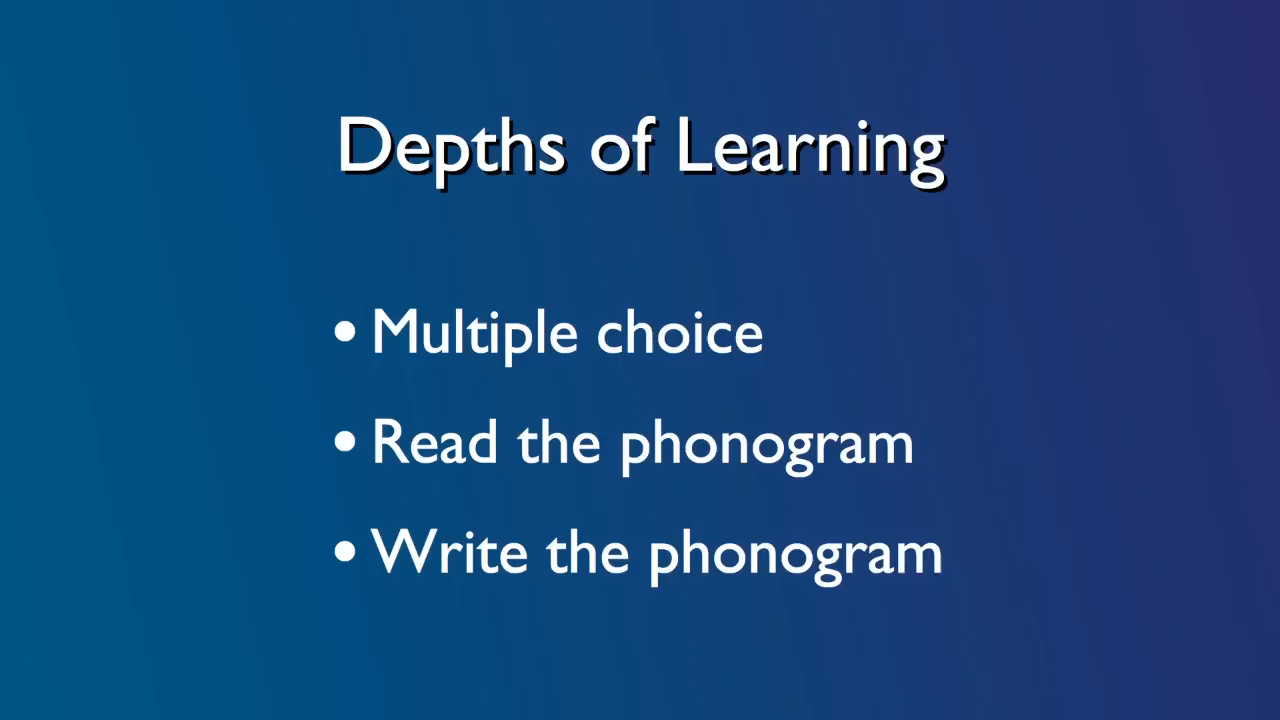 Depths of Learning
• Multiple choice
• Read the phonogram
• Write the phonogram